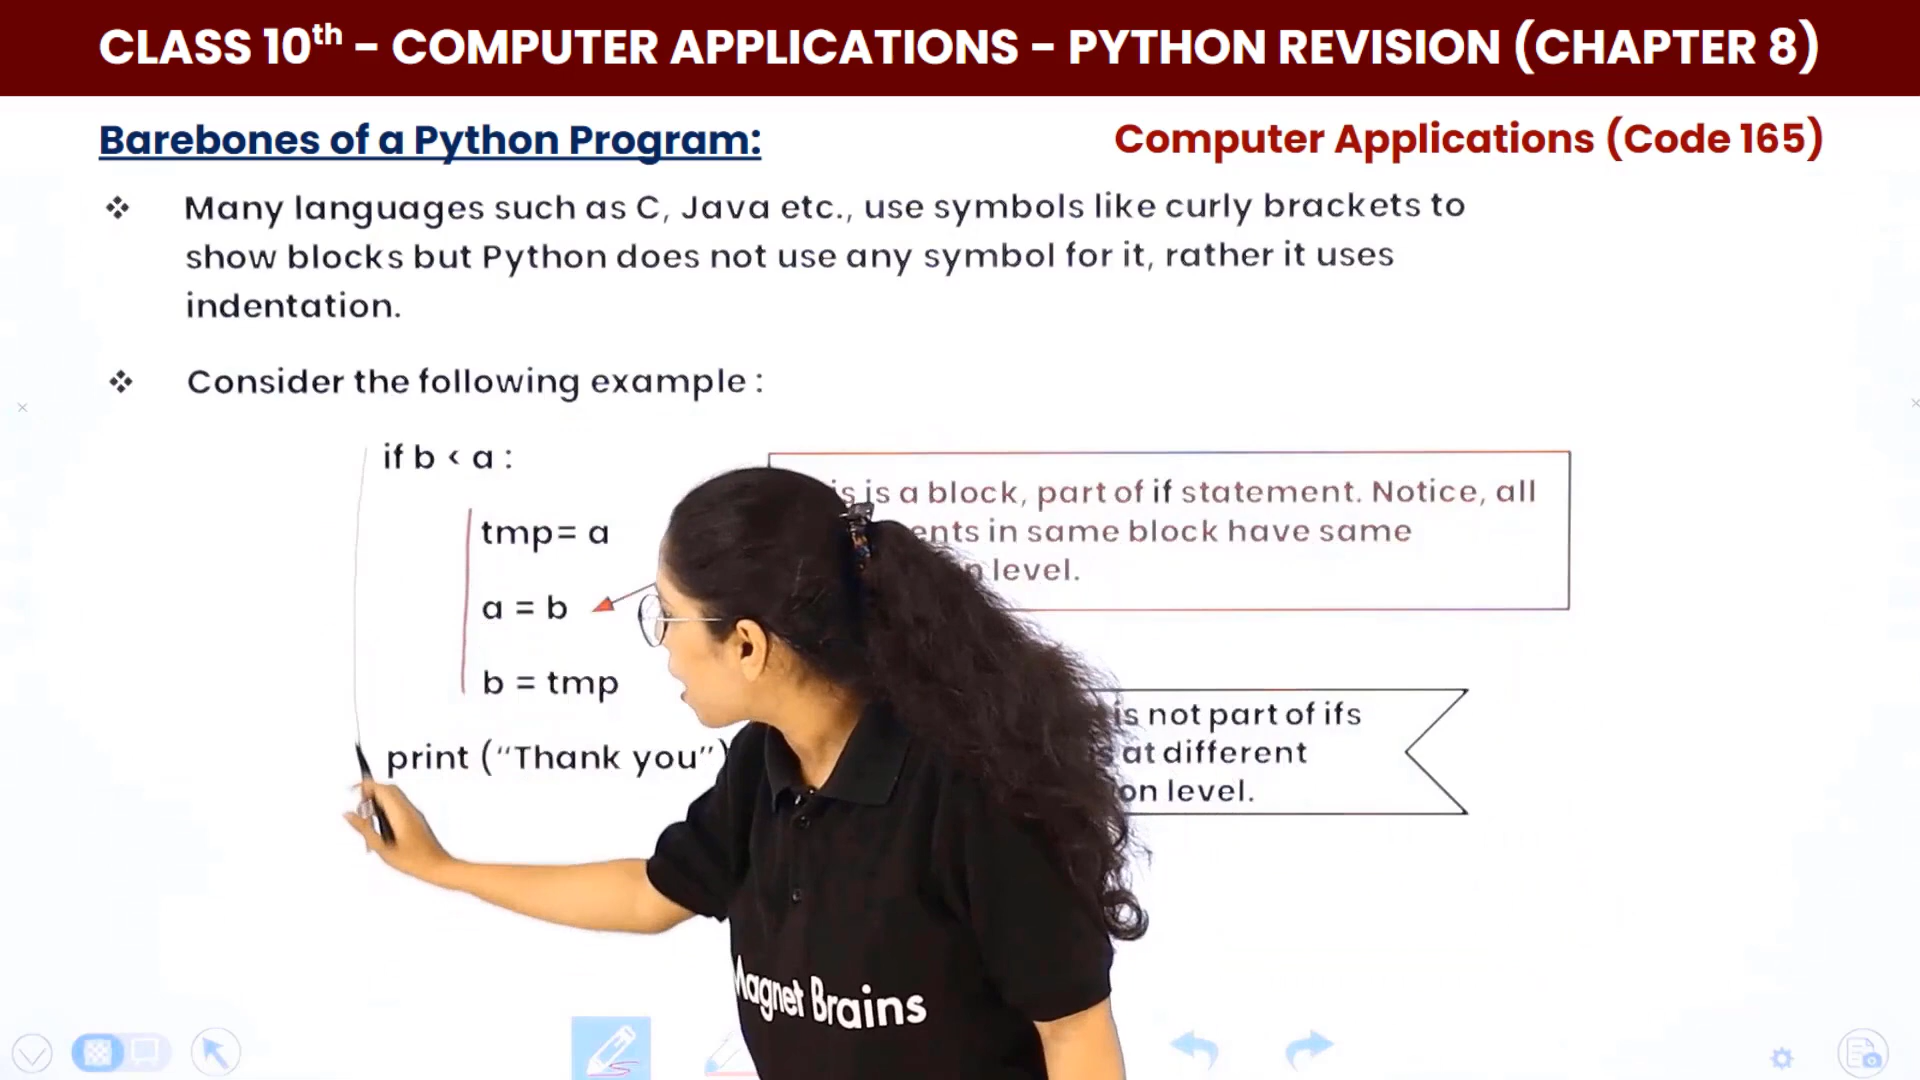 CLASS 10th – COMPUTER APPLICATIONS – PYTHON REVISION (CHAPTER 8)
Barebones of a Python Program:
Computer Applications (Code 165)
❖ Many languages such as C, Java etc., use symbols like curly brackets to
show blocks but Python does not use any symbol for it, rather it uses
indentation.
❖ Consider the following example :
if b < a :
tmp= a
a = b
b = tmp
print (“Thank you”)
is a block, part of if statement. Notice, all
in same block have same
level.
is not part of ifs
at different
level.
Magnet Brains